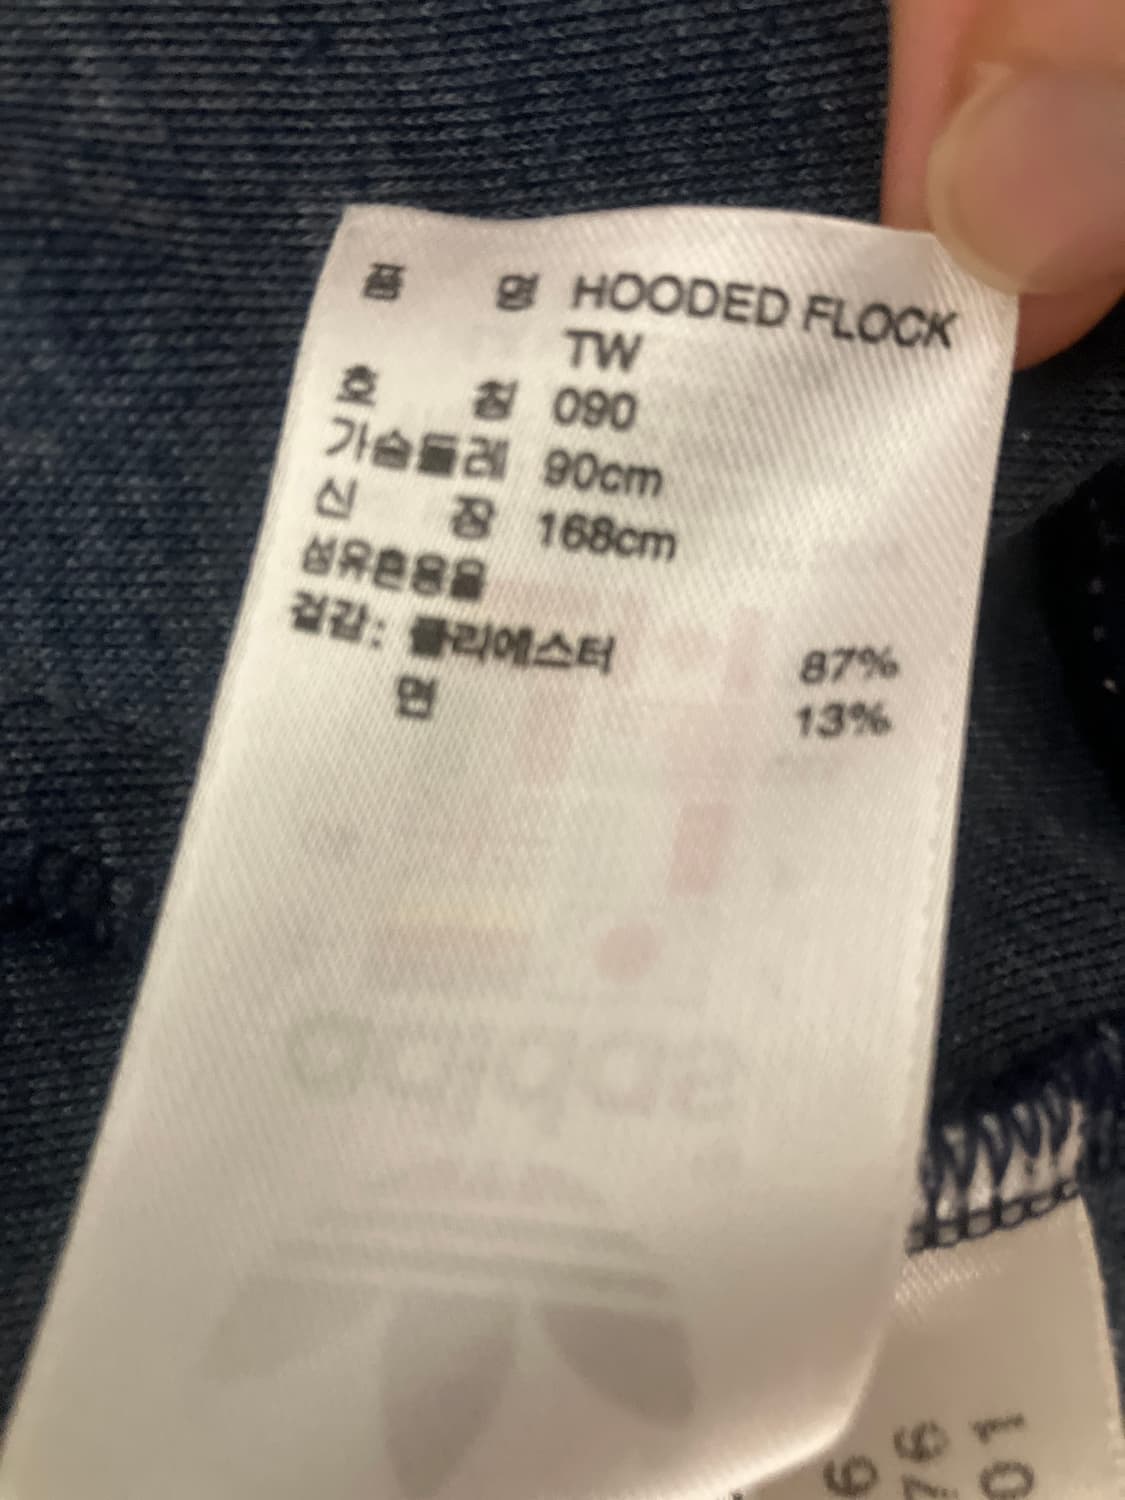 품 명 HOODED FLOCK
TW
호 칭 090
가슴둘레 90cm
신 장 168cm
섬유혼용율
겉감: 폴리에스터 87%
면 13%
adidas